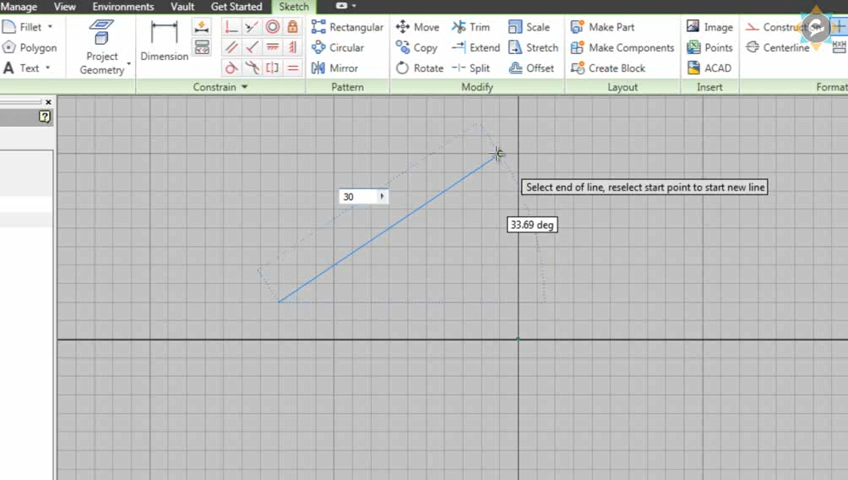 Manage View Environments Vault Get Started Sketch
Fillet Rectangular Move Trim Scale Make Part Image
Polygon Project Geometry Dimension Circular Copy Extend Stretch Make Components Points Centerline
Text Mirror Rotate Split Offset Create Block ACAD
Constrain Pattern Modify Layout Insert Format
30
Select end of line, reselect start point to start new line
33.69 deg